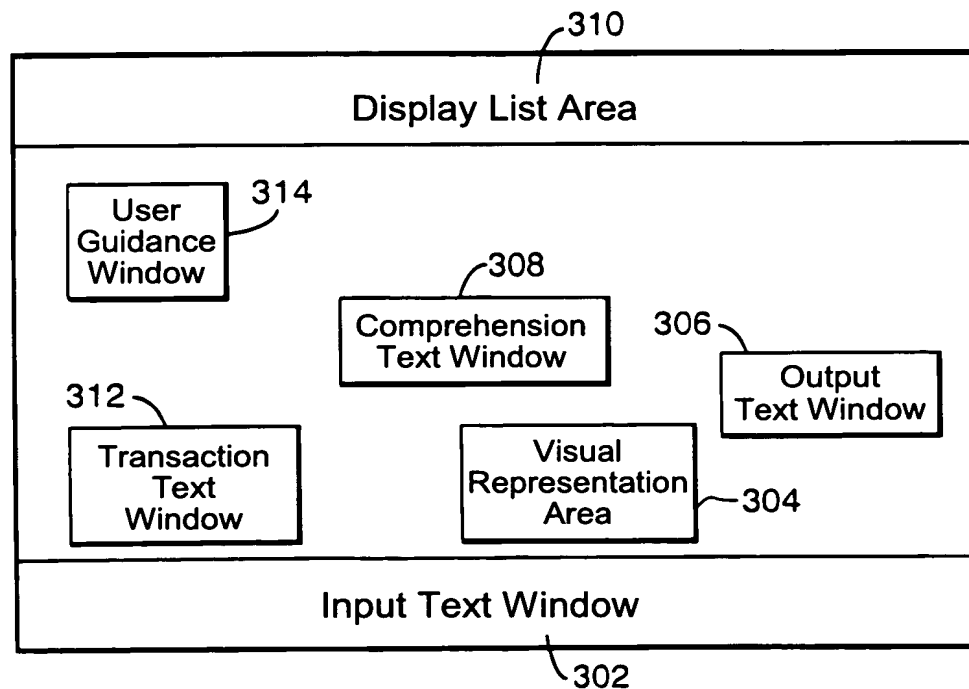 310
Display List Area
314
User
Guidance
Window
308
Comprehension
Text Window
306
Output
Text Window
312
Transaction
Text
Window
Visual
Representation
Area
304
Input Text Window
302